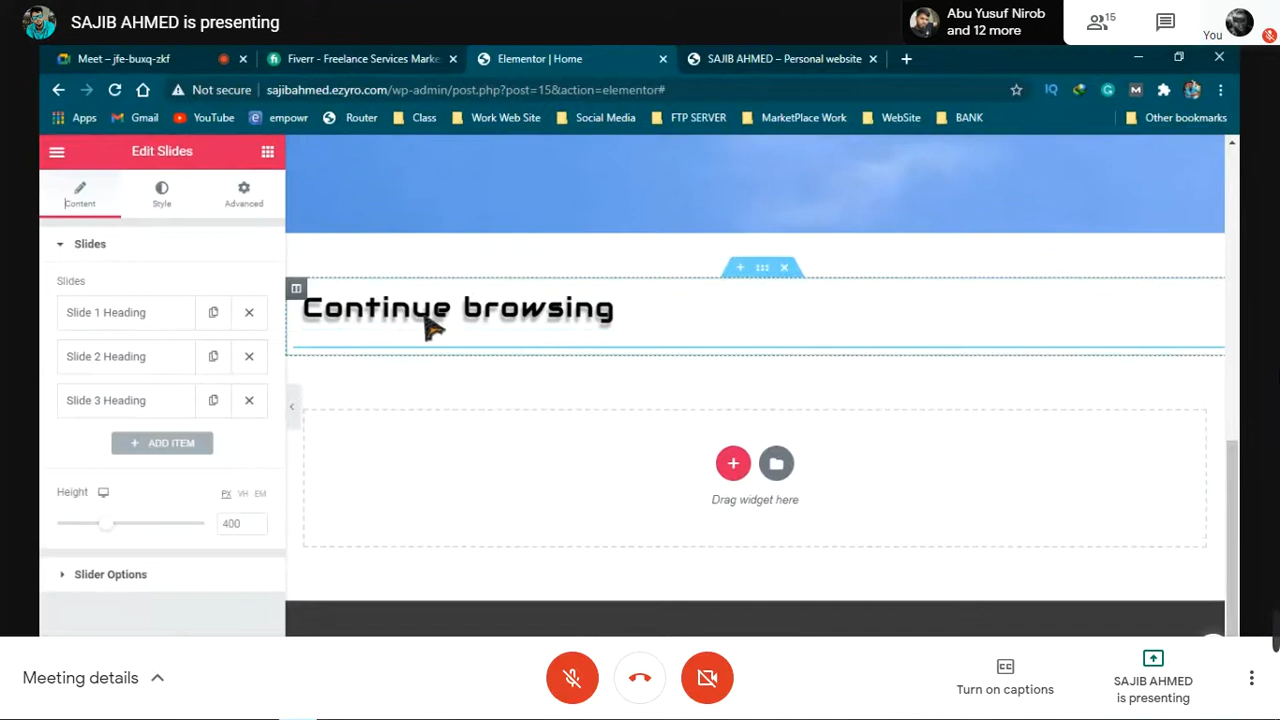 SAJIB AHMED is presenting
Abu Yusuf Nirob
and 12 more
15
You
Meet – jfe-buxq-zkf
Fiverr - Freelance Services Marke
Elementor | Home
SAJIB AHMED – Personal website
Not secure
sajibahmed.ezyro.com/wp-admin/post.php?post=15&action=elementor#
IQ
G
M
Apps
Gmail
YouTube
empowr
Router
Class
Work Web Site
Social Media
FTP SERVER
MarketPlace Work
WebSite
BANK
Other bookmarks
Edit Slides
Content
Style
Advanced
Slides
Slides
Slide 1 Heading
Slide 2 Heading
Slide 3 Heading
ADD ITEM
Height
PX
VH
EM
400
Slider Options
Continue browsing
Drag widget here
Meeting details
CC
Turn on captions
SAJIB AHMED
is presenting